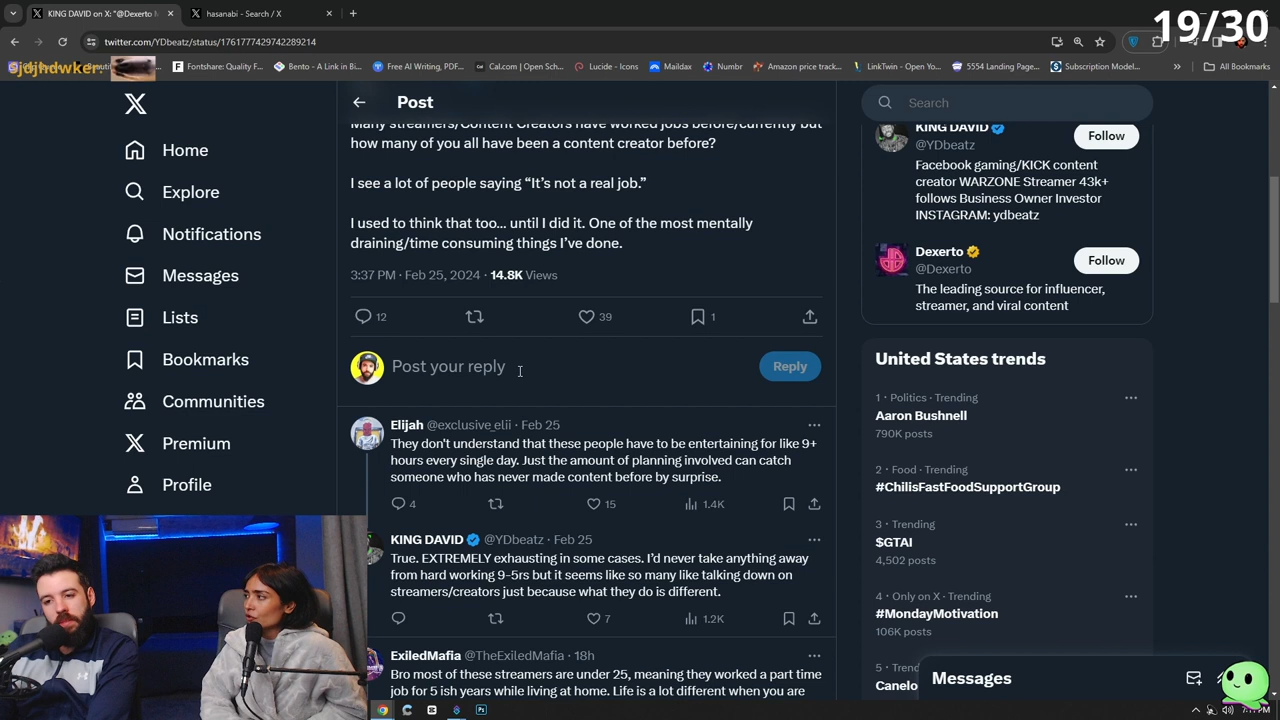 KING DAVID on X: "@Dexerto
hasanabi - Search / X
19/30
twitter.com/YDbeatz/status/1761777429742289214
Fontshare: Quality F...
Bento - A Link in Bi...
Free AI Writing, PDF...
Cal.com | Open Sch...
Lucide - Icons
Maildax
Numbr
Amazon price track...
LinkTwin - Open Yo...
5554 Landing Page...
Subscription Model...
All Bookmarks
Home
Explore
Notifications
Messages
Lists
Bookmarks
Communities
Premium
Profile
Post
Many streamers/Content Creators have worked jobs before/currently but
how many of you all have been a content creator before?
I see a lot of people saying “It’s not a real job.”
I used to think that too... until I did it. One of the most mentally
draining/time consuming things I’ve done.
3:37 PM · Feb 25, 2024 · 14.8K Views
12
39
1
Post your reply
Reply
Elijah @exclusive_elii · Feb 25
They don't understand that these people have to be entertaining for like 9+
hours every single day. Just the amount of planning involved can catch
someone who has never made content before by surprise.
4
15
1.4K
KING DAVID @YDbeatz · Feb 25
True. EXTREMELY exhausting in some cases. I’d never take anything away
from hard working 9-5rs but it seems like so many like talking down on
streamers/creators just because what they do is different.
7
1.2K
ExiledMafia @TheExiledMafia · 18h
Bro most of these streamers are under 25, meaning they worked a part time
job for 5 ish years while living at home. Life is a lot different when you are
Search
KING DAVID
@YDbeatz
Follow
Facebook gaming/KICK content
creator WARZONE Streamer 43k+
follows Business Owner Investor
INSTAGRAM: ydbeatz
Dexerto
@Dexerto
Follow
The leading source for influencer,
streamer, and viral content
United States trends
1 · Politics · Trending
Aaron Bushnell
790K posts
2 · Food · Trending
#ChilisFastFoodSupportGroup
3 · Trending
$GTAI
4,502 posts
4 · Only on X · Trending
#MondayMotivation
106K posts
5 · Trend
Canelo
Messages